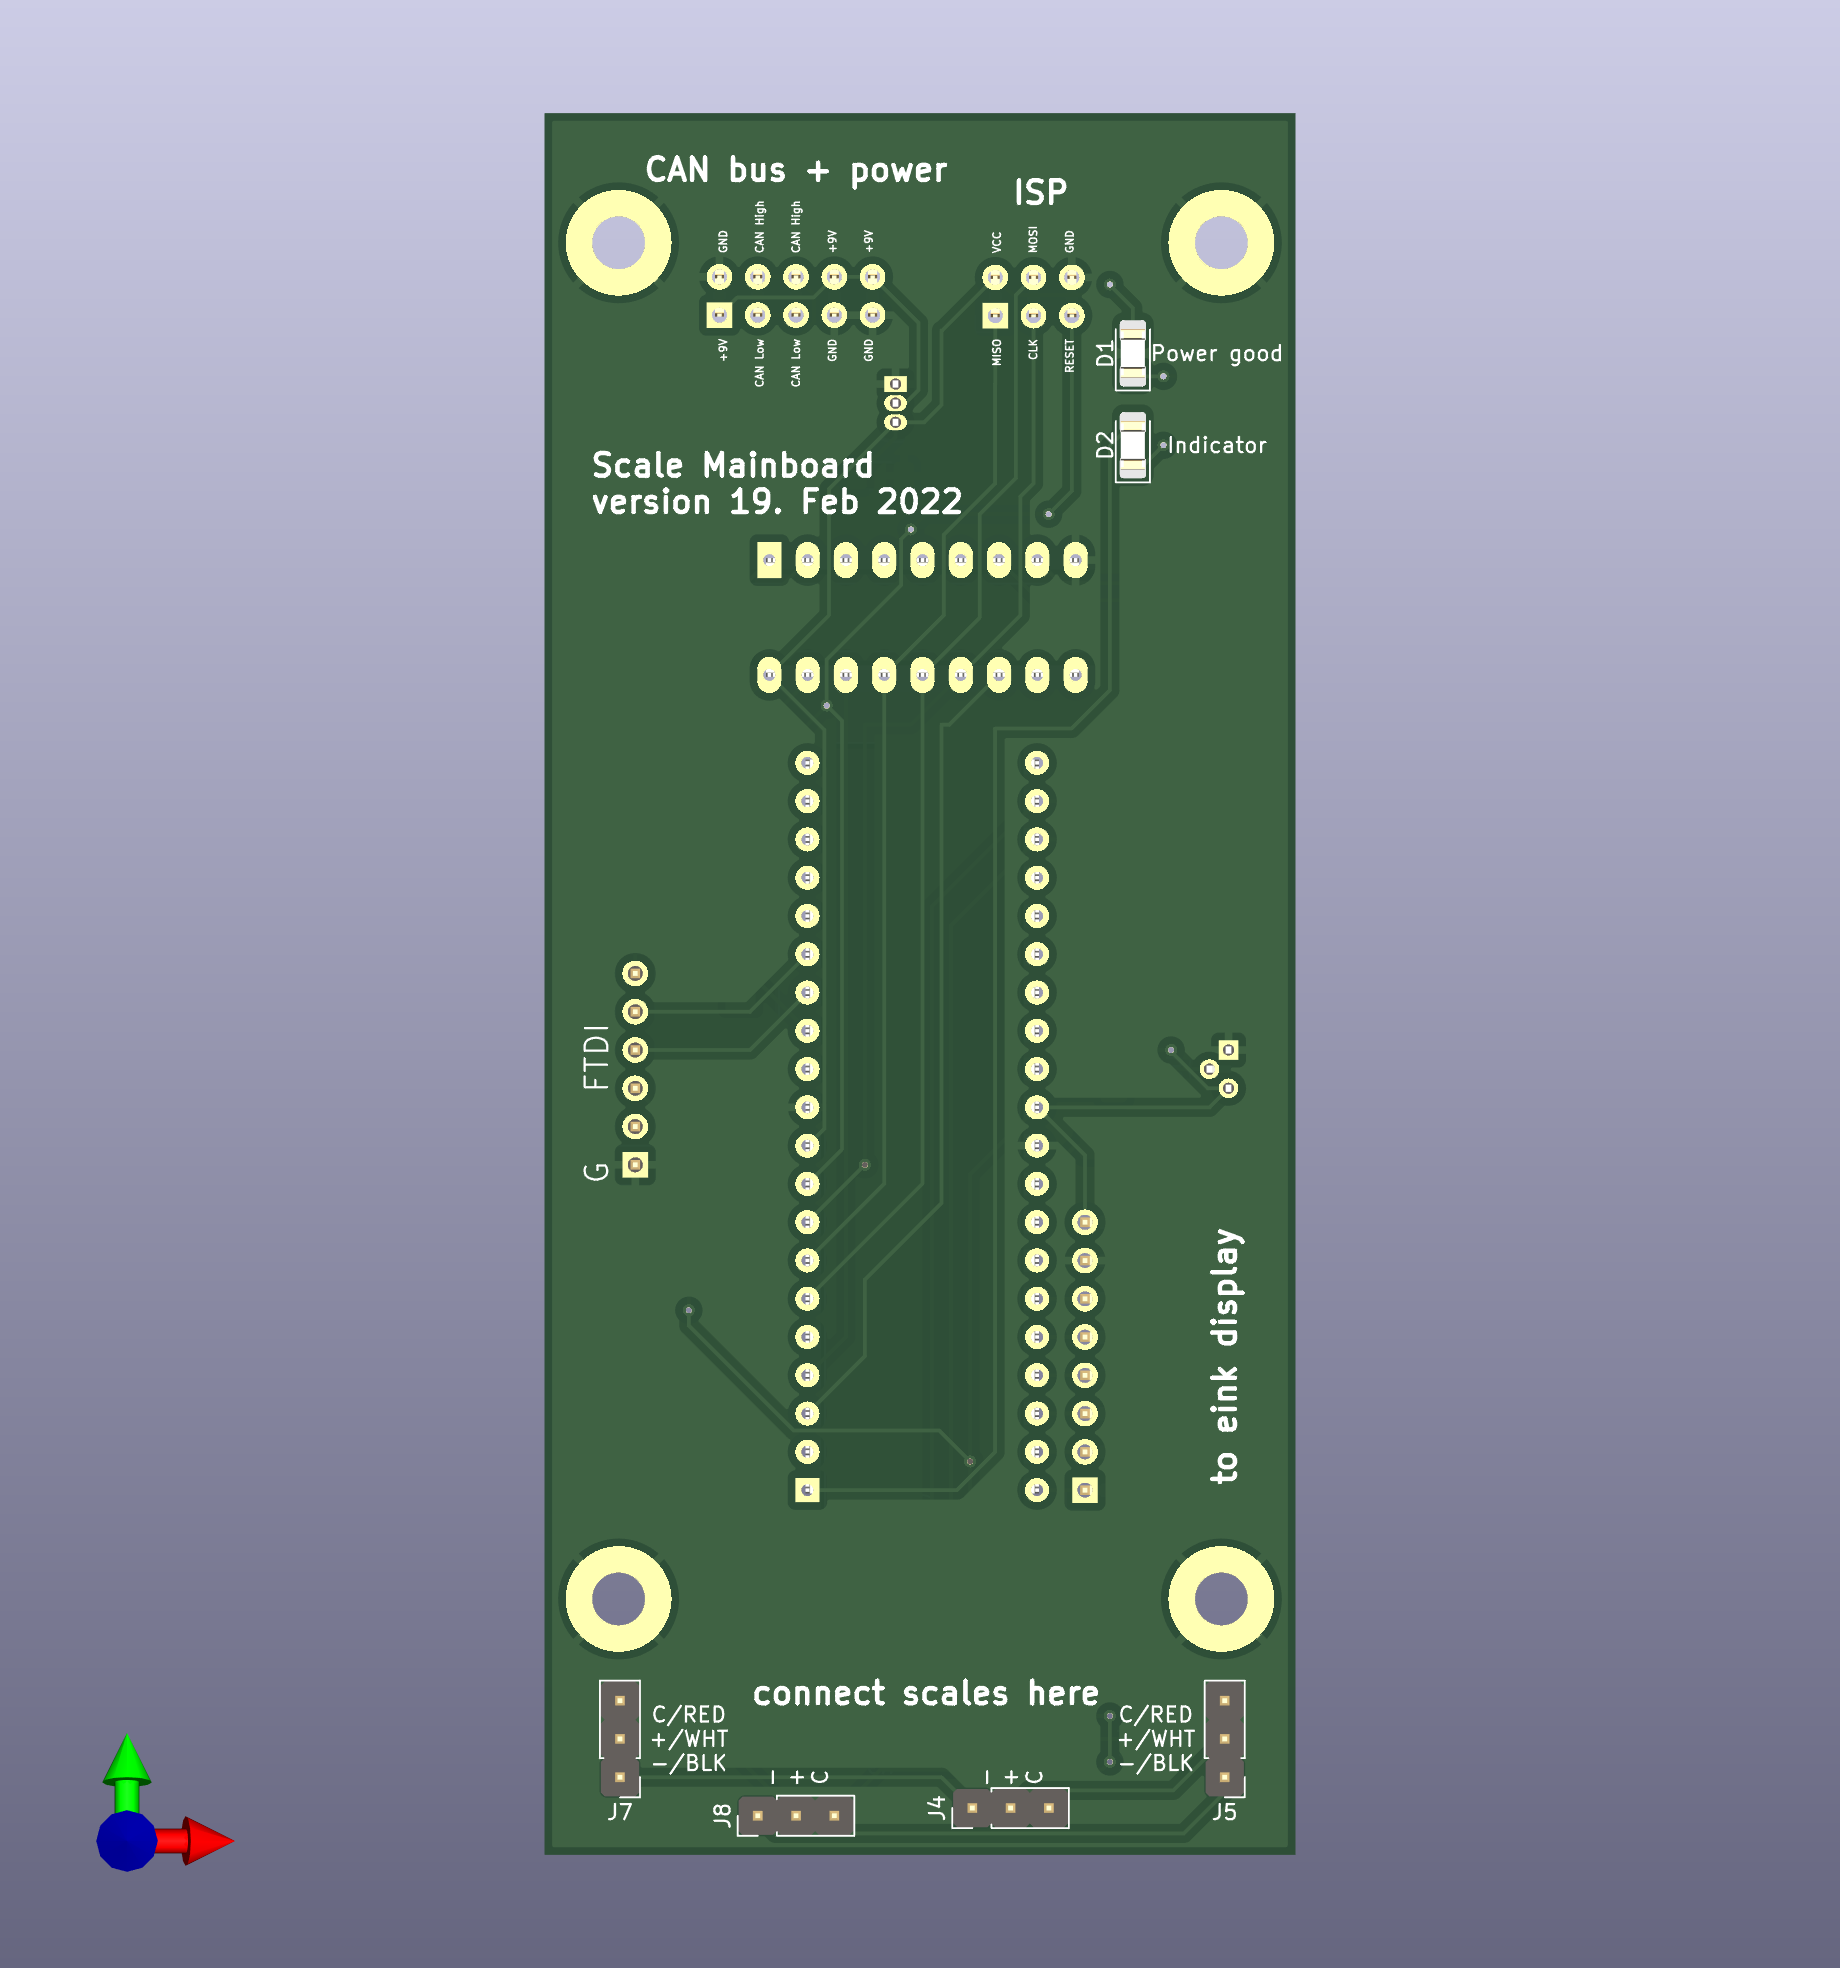 CAN bus + power
ISP
GND
CAN High
CAN High
+9V
+9V
VCC
MOSI
GND
+9V
CAN Low
CAN Low
GND
GND
MISO
CLK
RESET
D1
Power good
D2
Indicator
Scale Mainboard
version 19. Feb 2022
FTDI
G
to eink display
connect scales here
C/RED
+/WHT
-/BLK
C/RED
+/WHT
-/BLK
J7
J8
- + C
J4
- + C
J5